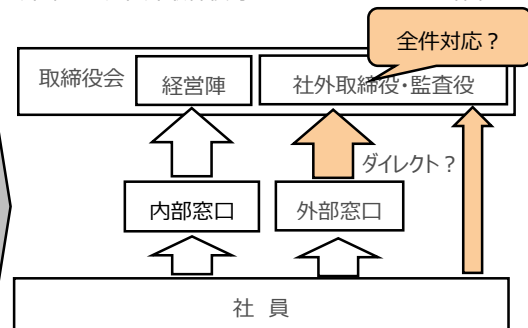 全件対応？
取締役会
経営陣
社外取締役・監査役
ダイレクト？
内部窓口
外部窓口
社 員